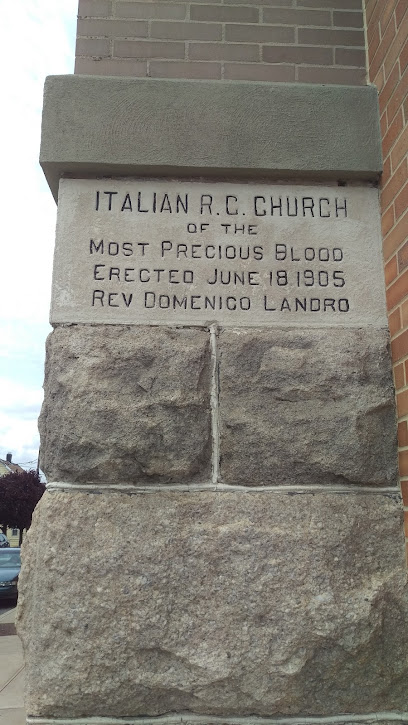 ITALIAN R.C. CHURCH
OF THE
MOST PRECIOUS BLOOD
ERECTED JUNE 18.1905
REV DOMENICO LANDRO